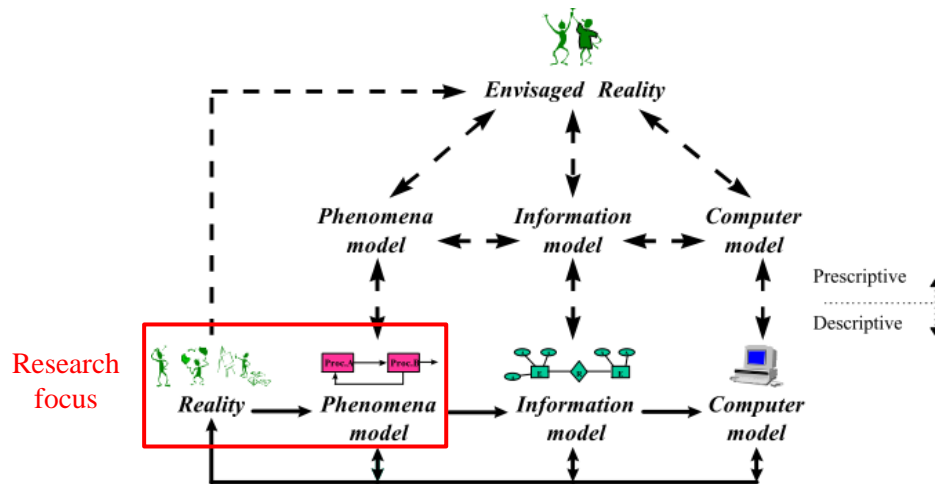 Envisaged Reality
Phenomena
model
Information
model
Computer
model
Prescriptive
Descriptive
Research
focus
Proc.A
Proc.B
Reality
Phenomena
model
E
R
E
Information
model
Computer
model